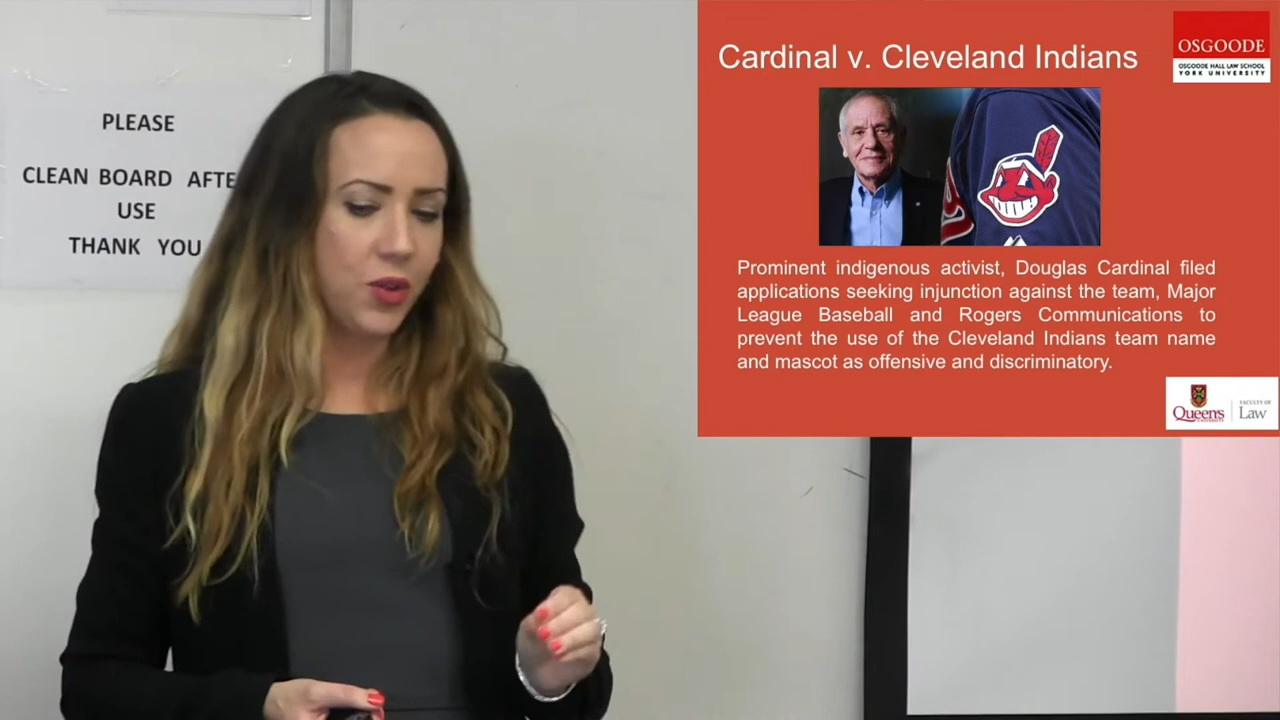 PLEASE
CLEAN BOARD AFTE
USE
THANK YOU
Cardinal v. Cleveland Indians
OSGOODE
OSGOODE HALL LAW SCHOOL
YORK UNIVERSITY
Prominent indigenous activist, Douglas Cardinal filed
applications seeking injunction against the team, Major
League Baseball and Rogers Communications to
prevent the use of the Cleveland Indians team name
and mascot as offensive and discriminatory.
Queen's
UNIVERSITY
FACULTY OF
Law